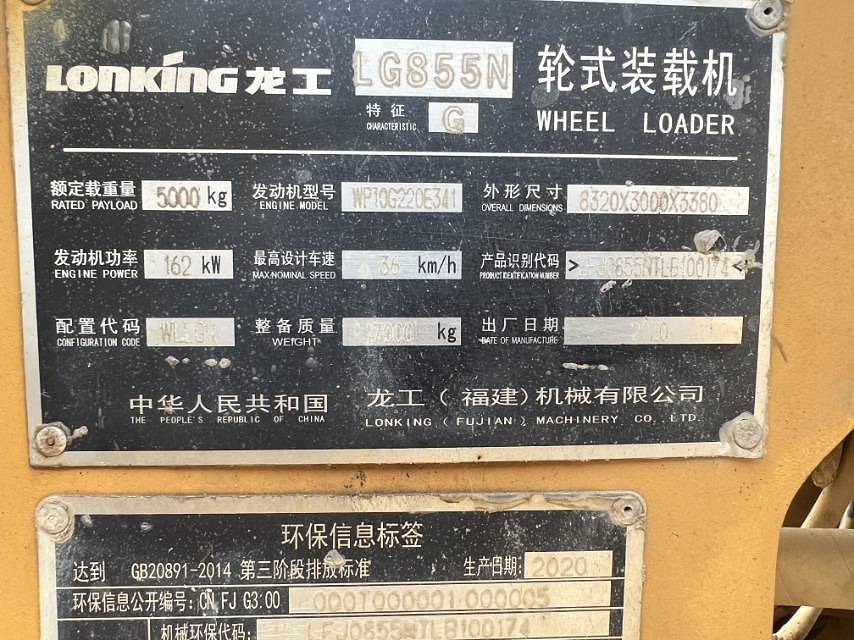 LONKING 龙工 LG855N 轮式装载机
特征 G
CHARACTERISTIC WHEEL LOADER
额定载重量 5000 kg 发动机型号 WP10G220E341 外形尺寸 8320X3000X3380
RATED PAYLOAD ENGINE MODEL OVERALL DIMENSIONS
发动机功率 162 kW 最高设计车速 36 km/h 产品识别代码
ENGINE POWER MAX/NOMINAL SPEED PRODUCT IDENTIFICATION NUMBER
配置代码 整备质量 kg 出厂日期
CONFIGURATION CODE WEIGHT DATE OF MANUFACTURE
中华人民共和国 龙工(福建)机械有限公司
THE PEOPLE'S REPUBLIC OF CHINA LONKING (FUJIAN) MACHINERY CO., LTD.
环保信息标签
达到 GB20891-2014 第三阶段排放标准 生产日期: 2020
环保信息公开编号: CN FJ G3 00 0001000001 000005
机械环保代码: